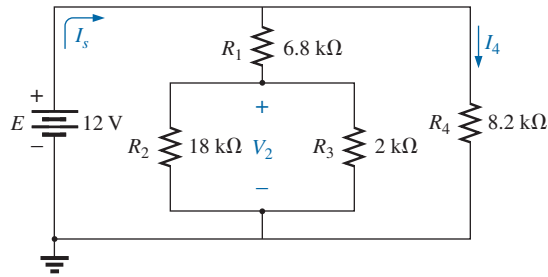 I_s
R_1 6.8 kΩ
I_4
+
E 12 V
−
R_2 18 kΩ
+
V_2
−
R_3 2 kΩ
R_4 8.2 kΩ